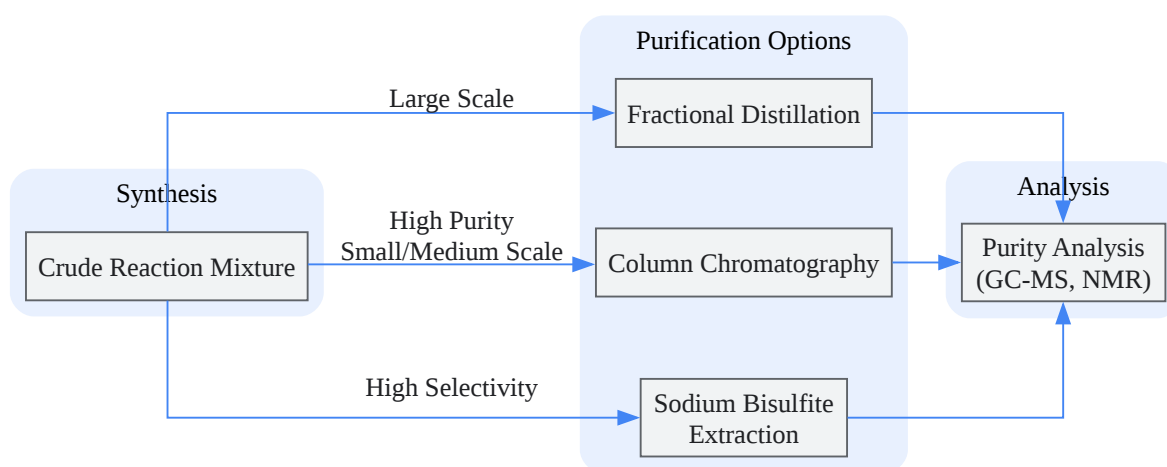 Purification Options
Large Scale
Fractional Distillation
Synthesis
Analysis
High Purity
Small/Medium Scale
Crude Reaction Mixture
Column Chromatography
Purity Analysis
(GC-MS, NMR)
High Selectivity
Sodium Bisulfite
Extraction